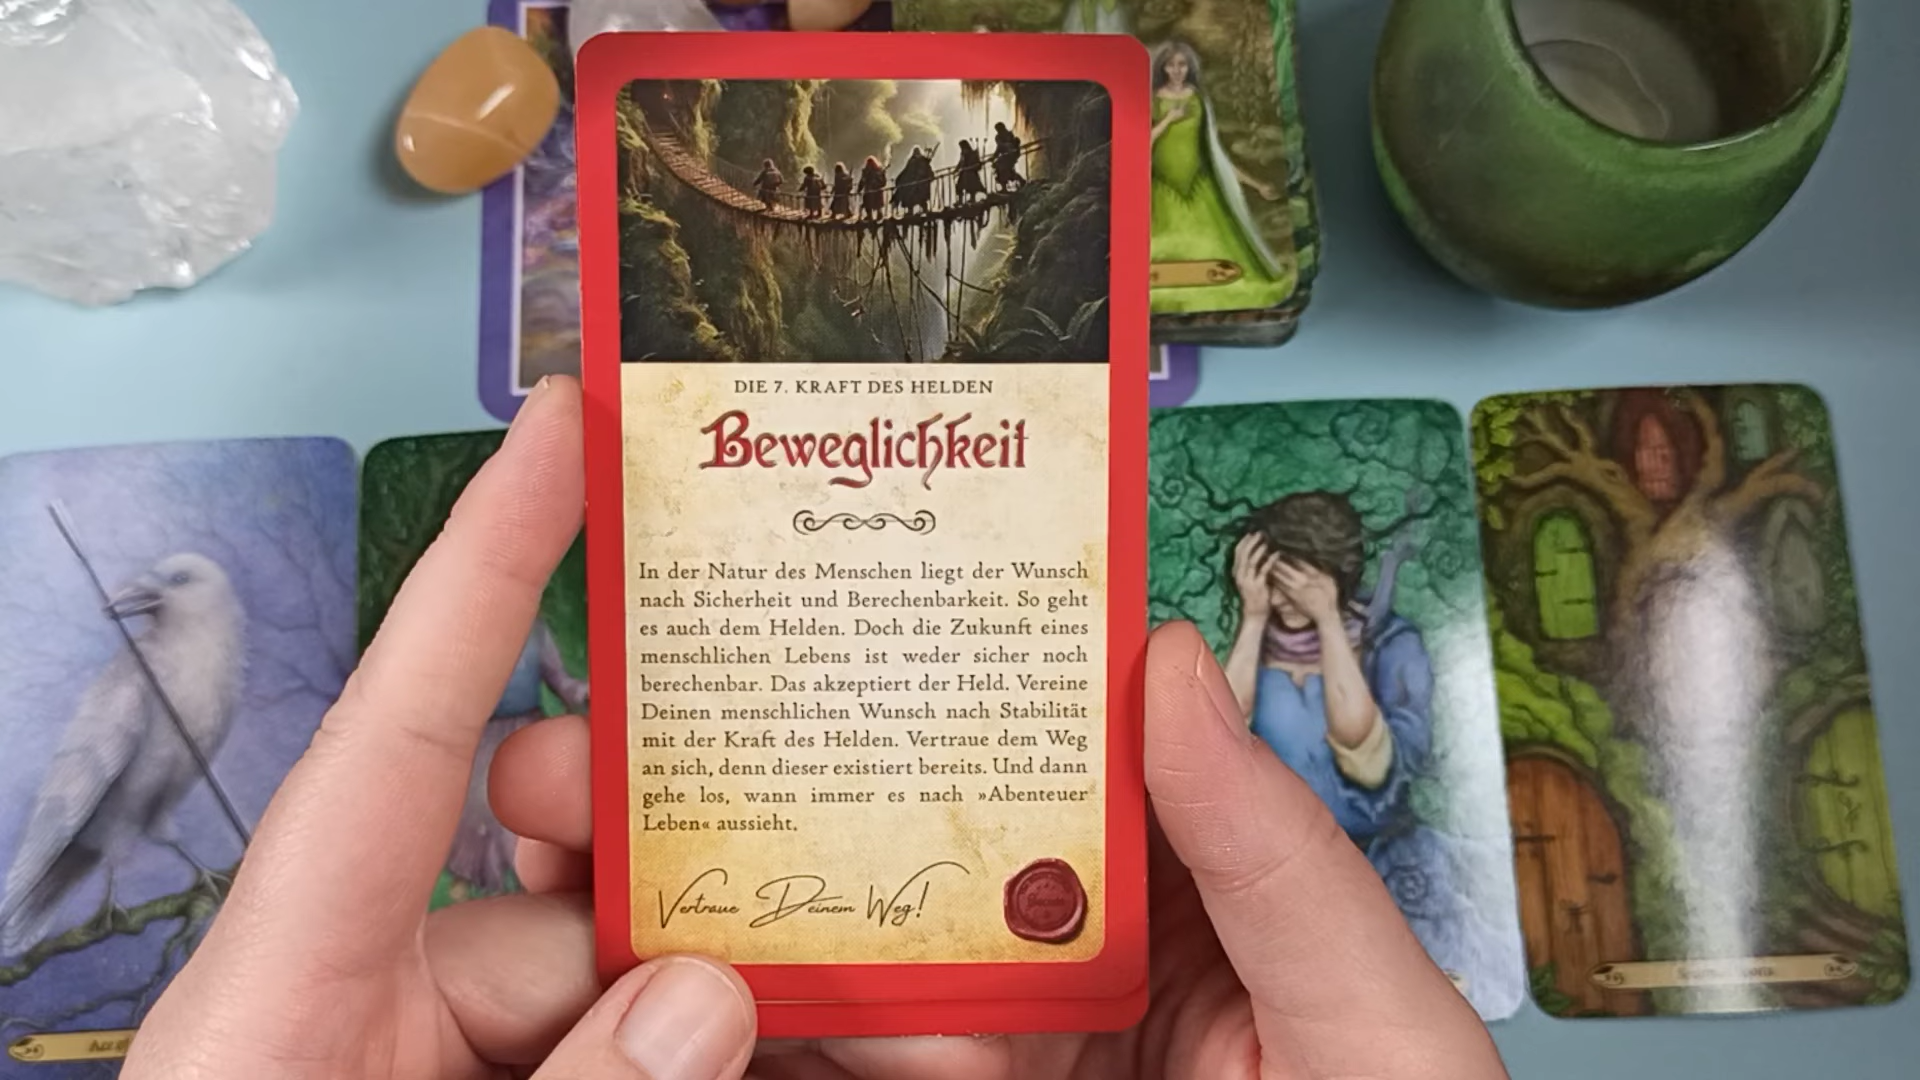 DIE 7. KRAFT DES HELDEN
Beweglichkeit
In der Natur des Menschen liegt der Wunsch
nach Sicherheit und Berechenbarkeit. So geht
es auch dem Helden. Doch die Zukunft eines
menschlichen Lebens ist weder sicher noch
berechenbar. Das akzeptiert der Held. Vereine
Deinen menschlichen Wunsch nach Stabilität
mit der Kraft des Helden. Vertraue dem Weg
an sich, denn dieser existiert bereits. Und dann
gehe los, wann immer es nach »Abenteuer
Leben« aussieht.
Vertraue Deinem Weg!